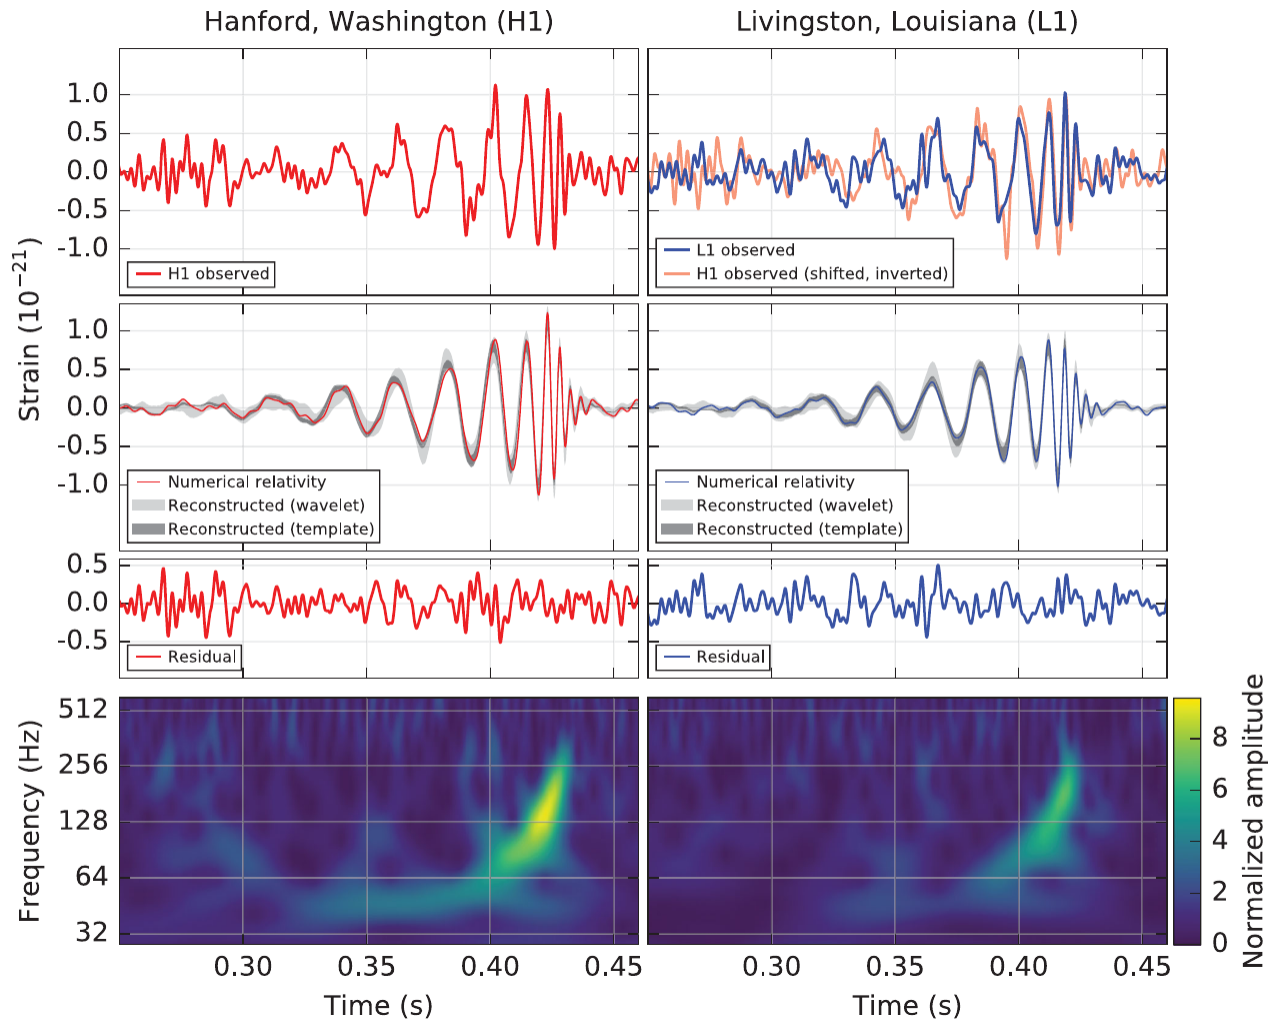 Hanford, Washington (H1)
Livingston, Louisiana (L1)
Strain (10⁻²¹)
1.0
0.5
0.0
-0.5
-1.0
H1 observed
L1 observed
H1 observed (shifted, inverted)
1.0
0.5
0.0
-0.5
-1.0
Numerical relativity
Reconstructed (wavelet)
Reconstructed (template)
Numerical relativity
Reconstructed (wavelet)
Reconstructed (template)
0.5
0.0
-0.5
Residual
Residual
Frequency (Hz)
512
256
128
64
32
Normalized amplitude
8
6
4
2
0
0.30 0.35 0.40 0.45
0.30 0.35 0.40 0.45
Time (s)
Time (s)